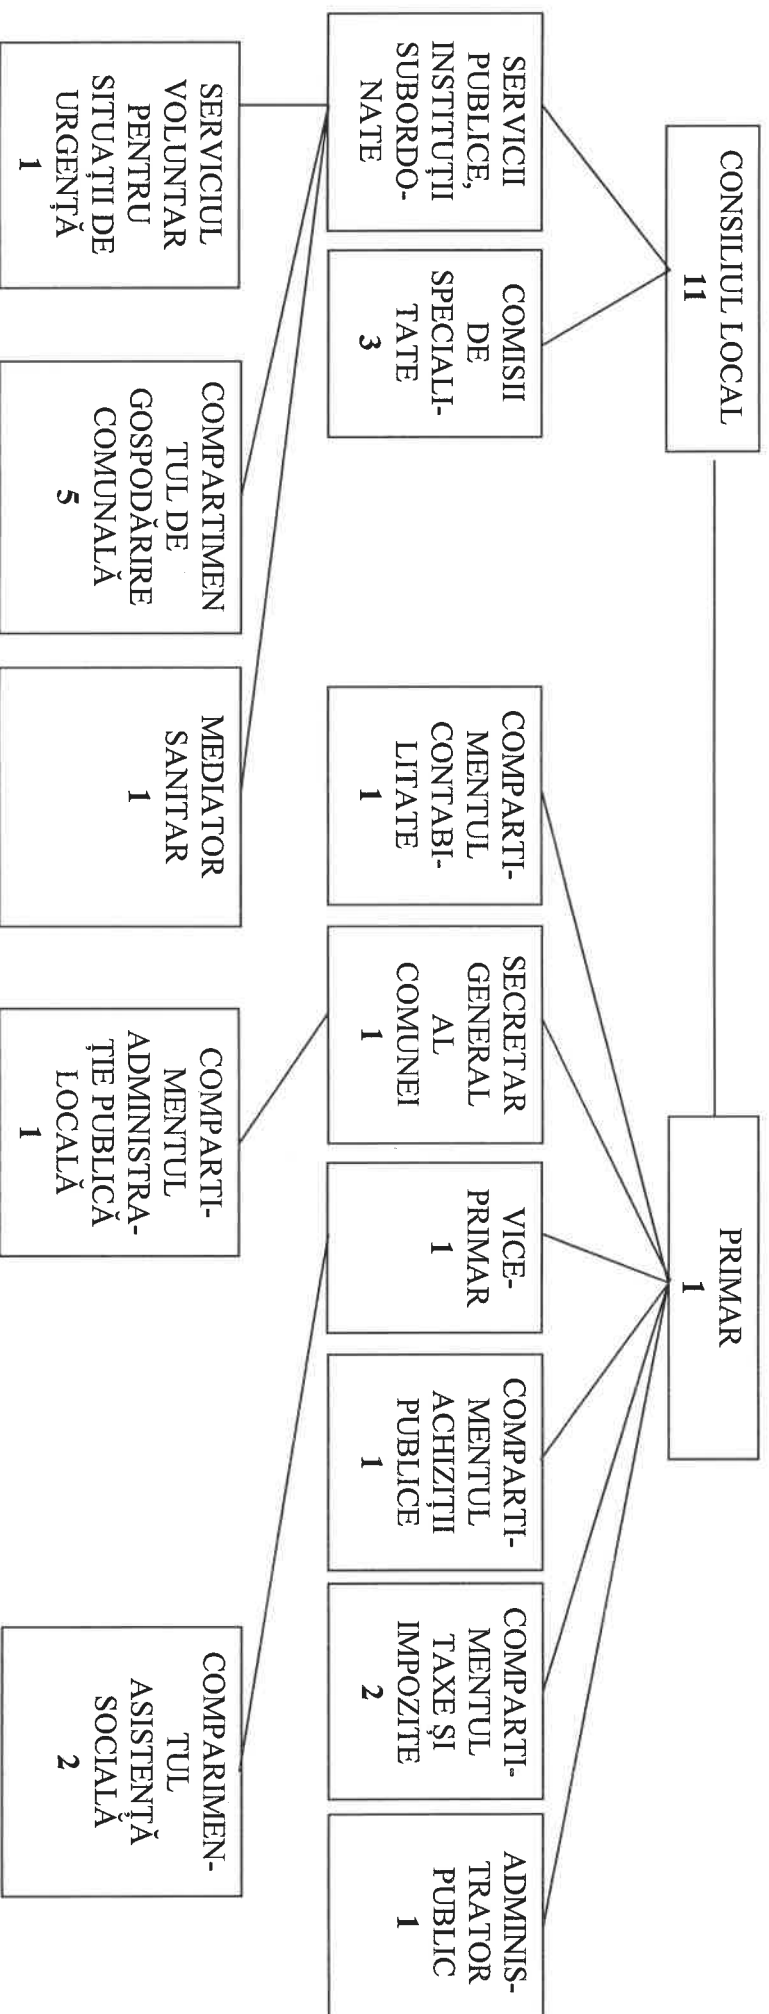 CONSILIUL LOCAL
11
PRIMAR
1
SERVICII
PUBLICE,
INSTITUȚII
SUBORDO-
NATE
COMISII
DE
SPECIALI-
TATE
3
COMPARTI-
MENTUL
CONTABI-
LITATE
1
SECRETAR
GENERAL
AL
COMUNEI
1
VICE-
PRIMAR
1
COMPARTI-
MENTUL
ACHIZIȚII
PUBLICE
1
COMPARTI-
MENTUL
TAXE ȘI
IMPOZITE
2
ADMINIS-
TRATOR
PUBLIC
1
SERVICIUL
VOLUNTAR
PENTRU
SITUAȚII DE
URGENȚĂ
1
COMPARTIMEN
TUL DE
GOSPODĂRIRE
COMUNALĂ
5
MEDIATOR
SANITAR
1
COMPARTI-
MENTUL
ADMINISTRA-
ȚIE PUBLICĂ
LOCALĂ
1
COMPARIMEN-
TUL
ASISTENȚĂ
SOCIALĂ
2